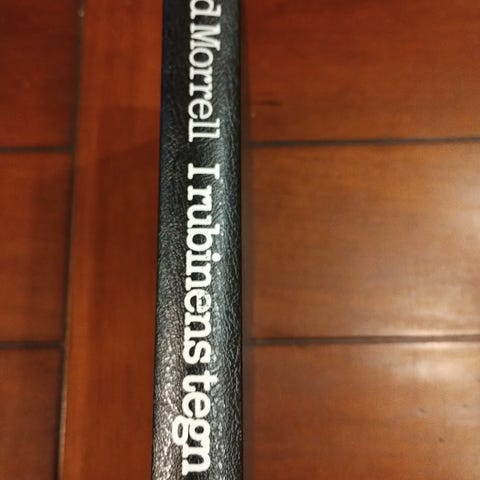 d Morrell I rubinens tegn